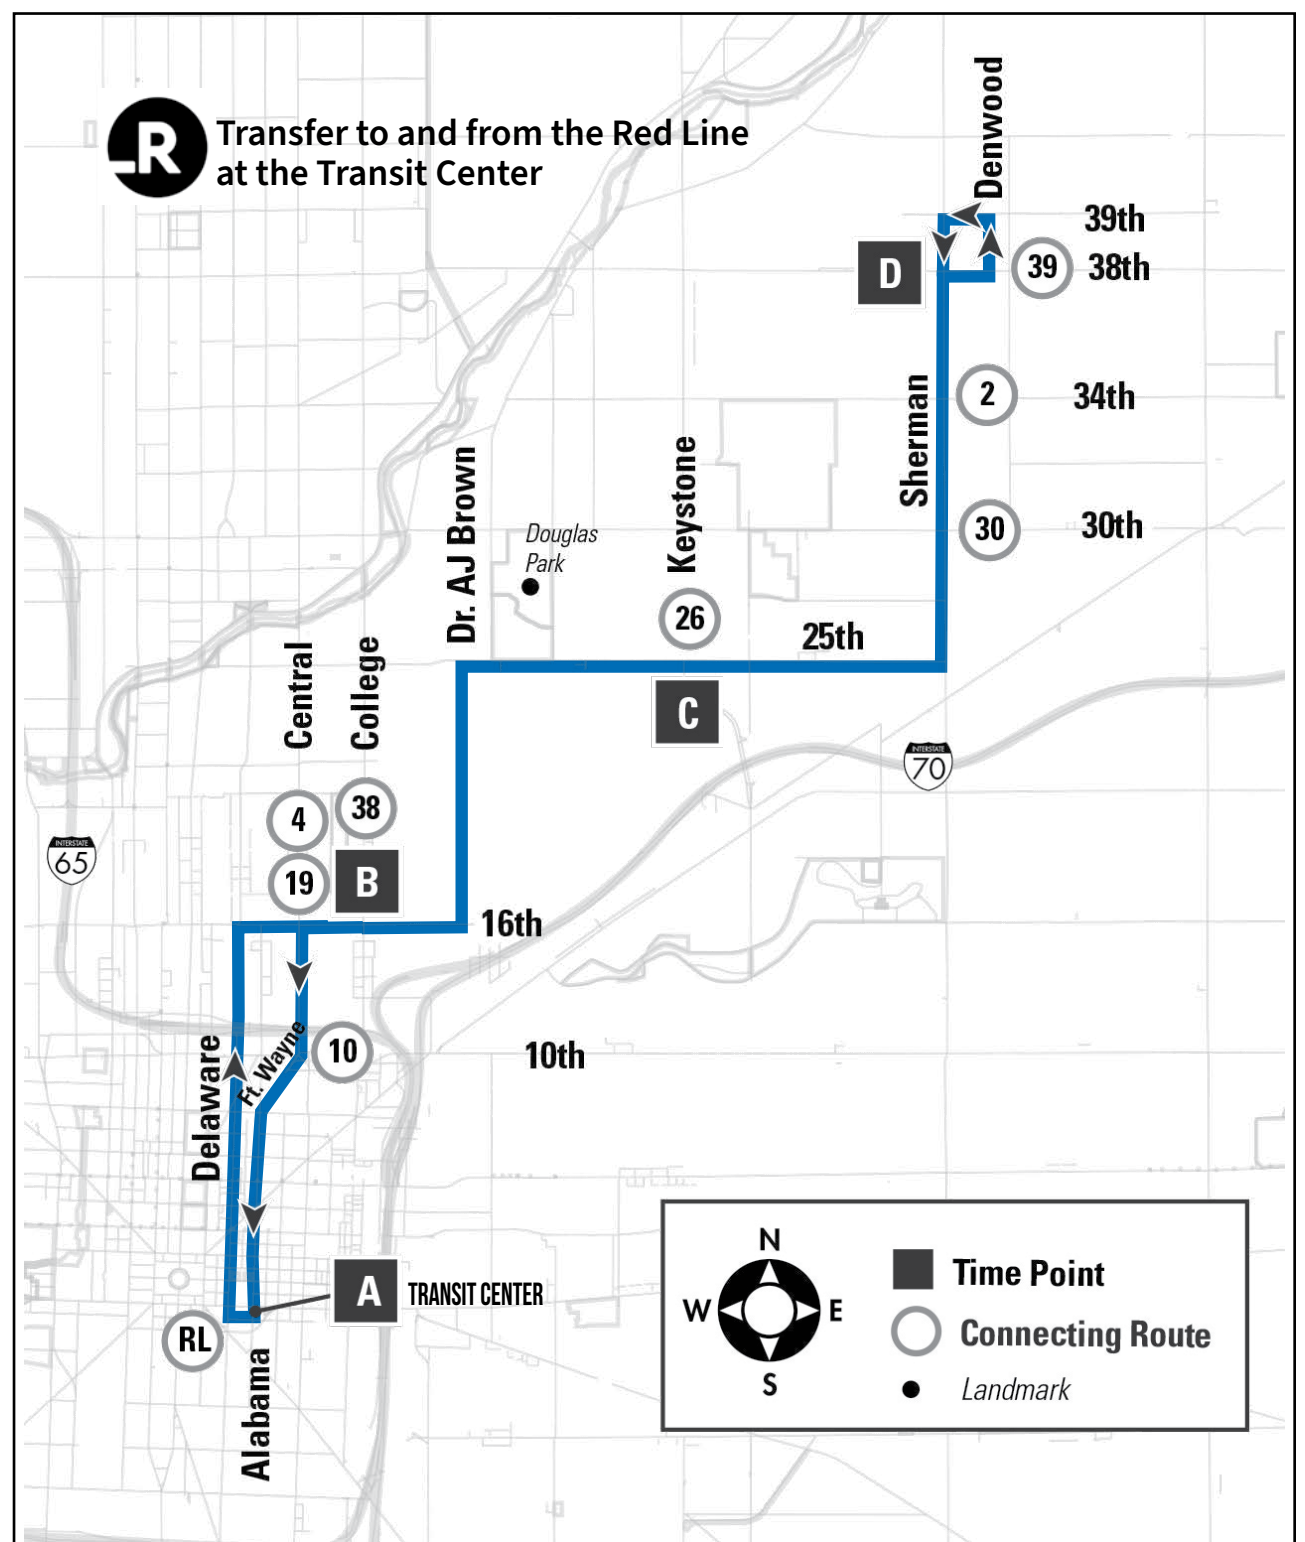 R
Transfer to and from the Red Line
at the Transit Center
Denwood
39th
D
39
38th
Sherman
2
34th
Dr. AJ Brown
Keystone
Douglas
Park
30
30th
26
25th
Central
College
C
INTERSTATE
70
4
38
INTERSTATE
65
19
B
16th
Delaware
Ft. Wayne
10
10th
A
TRANSIT CENTER
RL
Alabama
N
W
E
S
Time Point
Connecting Route
Landmark